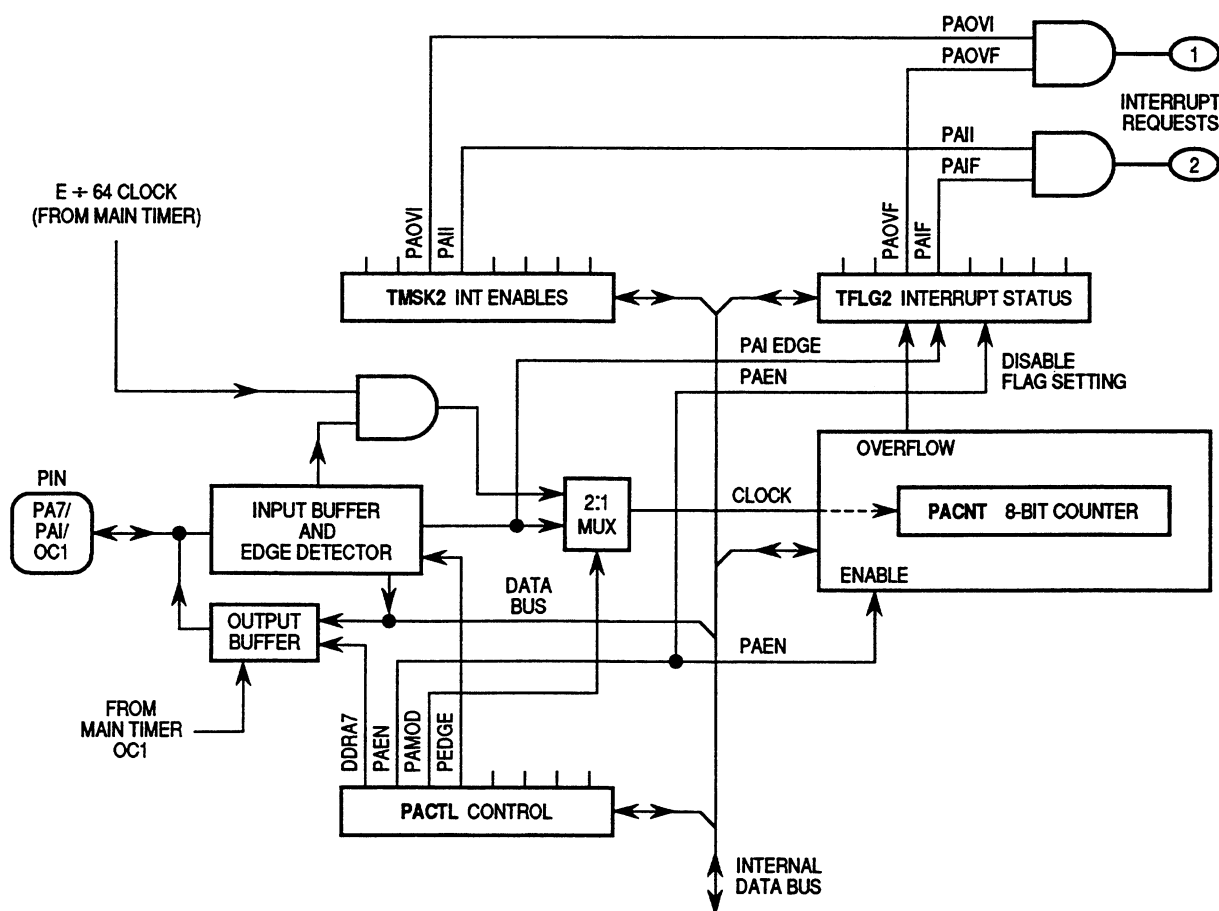 PAOVI
PAOVF
1
INTERRUPT
REQUESTS
PAII
PAIF
2
E ÷ 64 CLOCK
(FROM MAIN TIMER)
PAOVI
PAII
PAOVF
PAIF
TMSK2 INT ENABLES
TFLG2 INTERRUPT STATUS
PAI EDGE
PAEN
DISABLE
FLAG SETTING
OVERFLOW
PIN
PA7/
PAI/
OC1
INPUT BUFFER
AND
EDGE DETECTOR
2:1
MUX
CLOCK
PACNT 8-BIT COUNTER
ENABLE
DATA
BUS
OUTPUT
BUFFER
PAEN
FROM
MAIN TIMER
OC1
DDRA7
PAEN
PAMOD
PEDGE
PACTL CONTROL
INTERNAL
DATA BUS